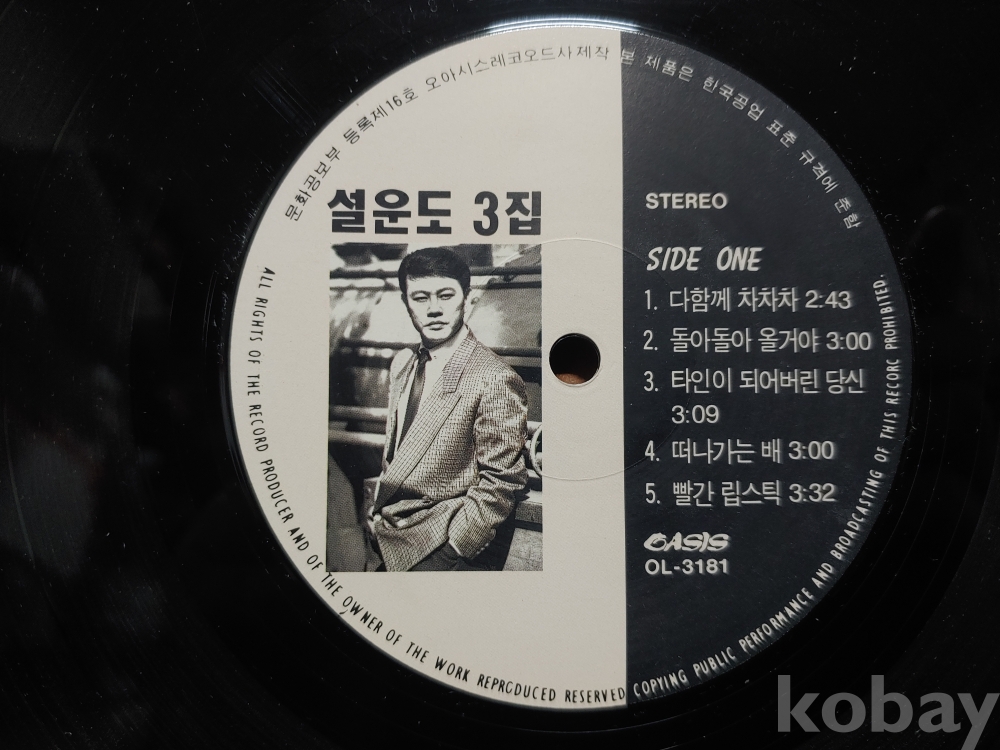 문화공보부 등록제16호 오아시스레코오드사제작 본 제품은 한국공업 표준 규격에 준함
설운도 3집
STEREO
SIDE ONE
1. 다함께 차차차 2:43
2. 돌아돌아 올거야 3:00
3. 타인이 되어버린 당신
3:09
4. 떠나가는 배 3:00
5. 빨간 립스틱 3:32
OASIS
OL-3181
ALL RIGHTS OF THE RECORD PRODUCER AND OF THE OWNER OF THE WORK REPRODUCED RESERVED COPYING PUBLIC PERFORMANCE AND BROADCASTING OF THIS RECORC PROHIBITED.
kobay